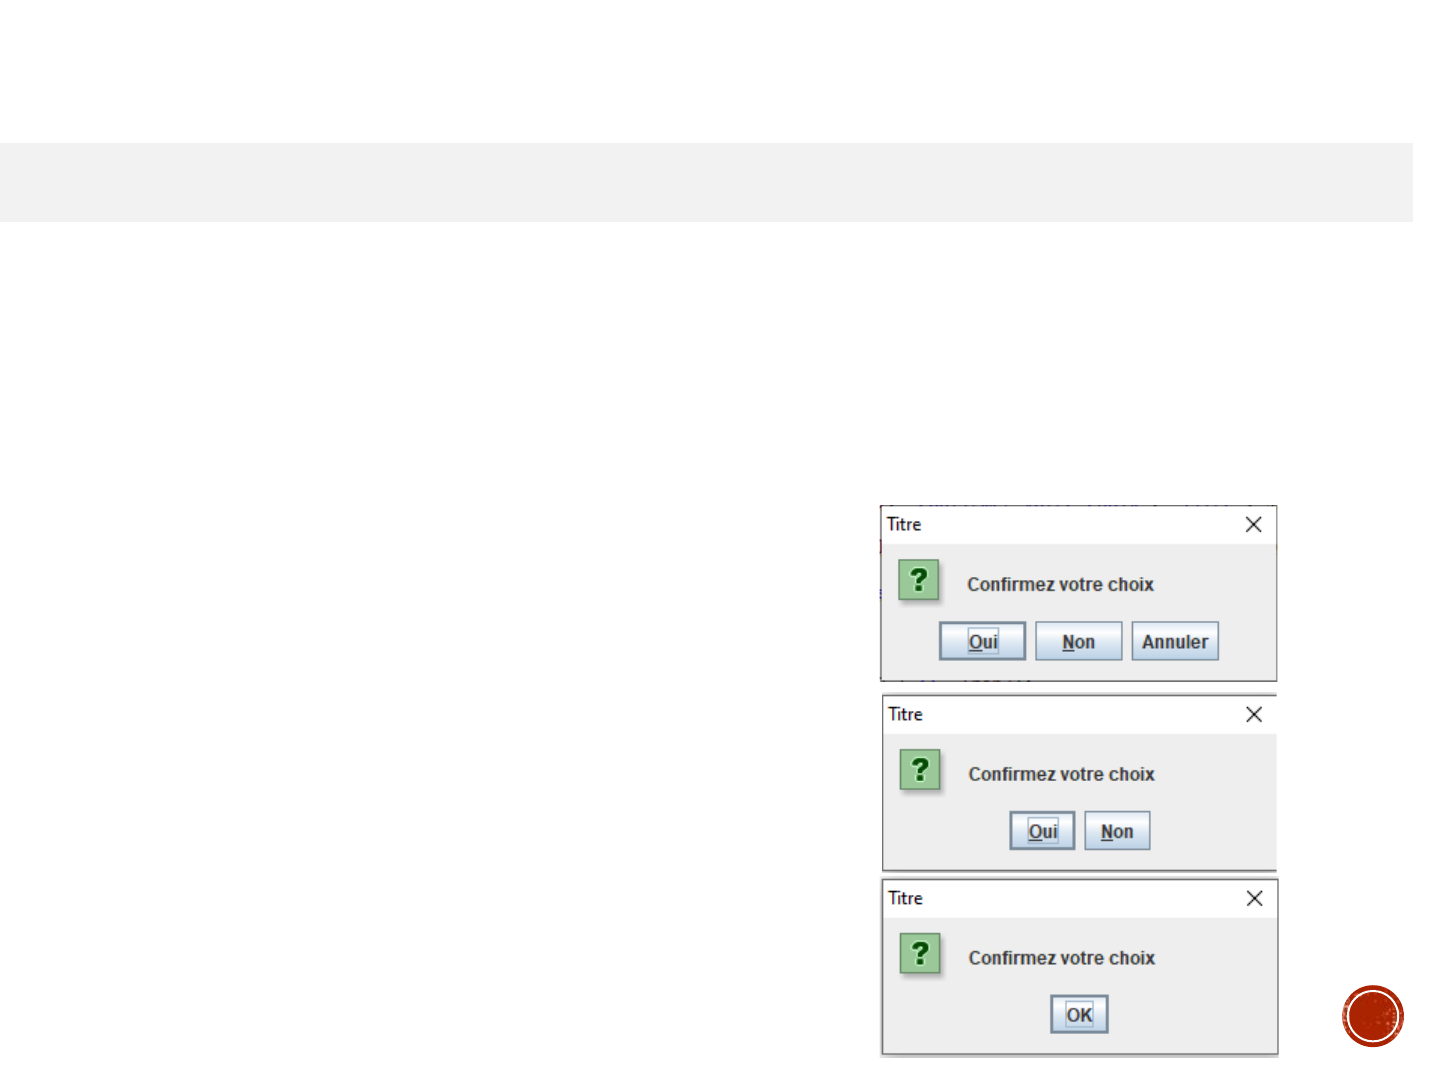 Titre
?
Confirmez votre choix
Oui Non Annuler
Titre
?
Confirmez votre choix
Oui Non
Titre
?
Confirmez votre choix
OK